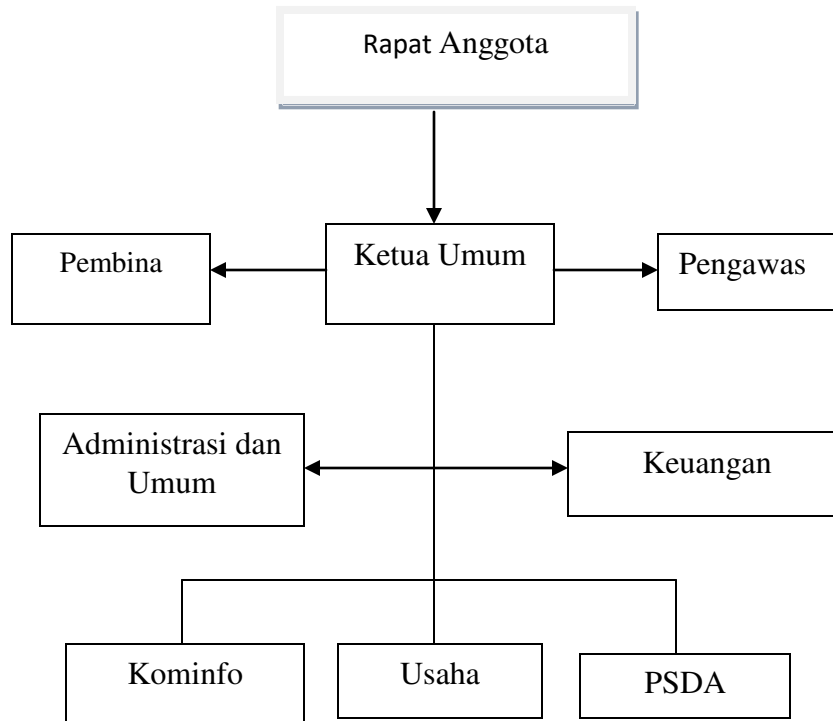 Rapat Anggota
Pembina
Ketua Umum
Pengawas
Administrasi dan
Umum
Keuangan
Kominfo
Usaha
PSDA